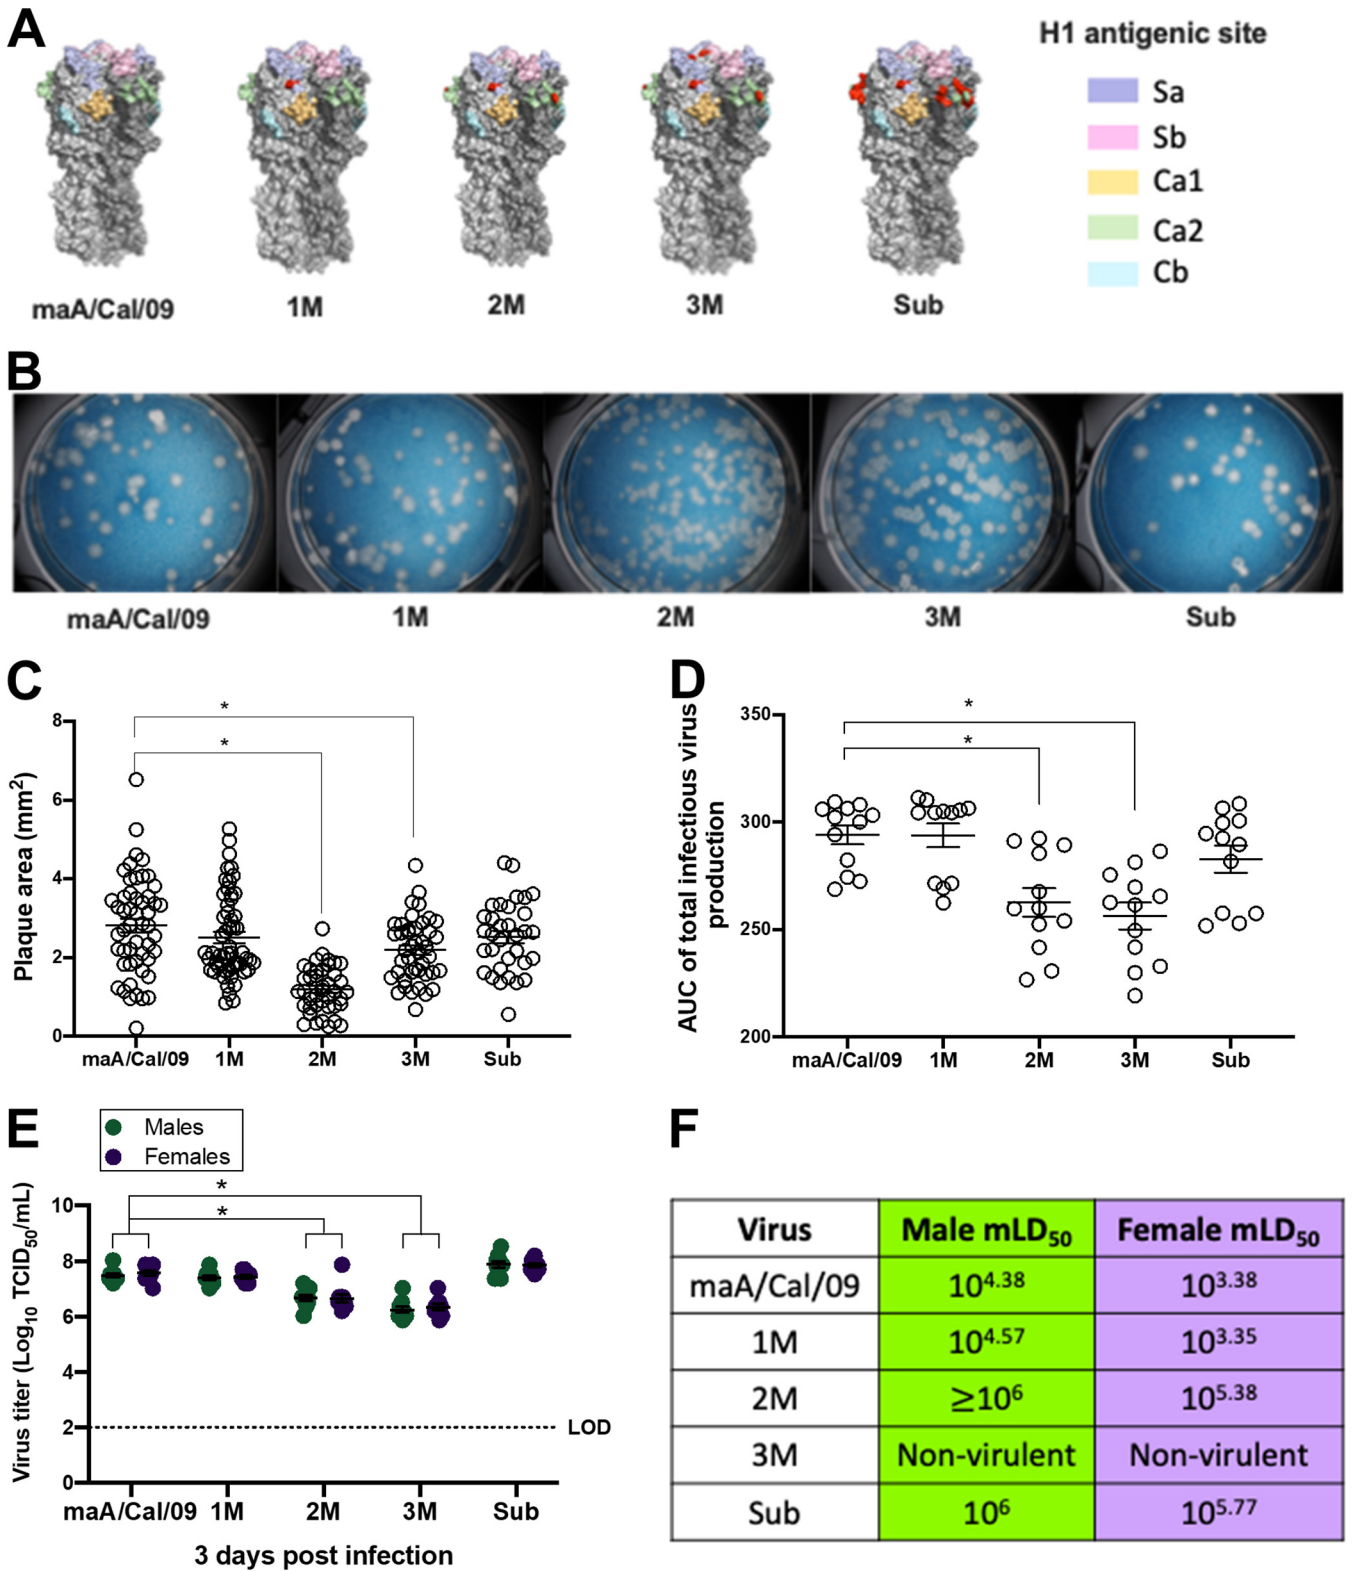 A
H1 antigenic site
Sa
Sb
Ca1
Ca2
Cb
maA/Cal/09 1M 2M 3M Sub
B
maA/Cal/09 1M 2M 3M Sub
C
Plaque area (mm²)
8
6
4
2
0
*
*
maA/Cal/09 1M 2M 3M Sub
D
AUC of total infectious virus
production
350
300
250
200
*
*
maA/Cal/09 1M 2M 3M Sub
E
Males
Females
Virus titer (Log₁₀ TCID₅₀/mL)
10
8
6
4
2
0
*
*
LOD
maA/Cal/09 1M 2M 3M Sub
3 days post infection
F
Virus Male mLD₅₀ Female mLD₅₀
maA/Cal/09 10⁴·³⁸ 10³·³⁸
1M 10⁴·⁵⁷ 10³·³⁵
2M ≥10⁶ 10⁵·³⁸
3M Non-virulent Non-virulent
Sub 10⁶ 10⁵·⁷⁷